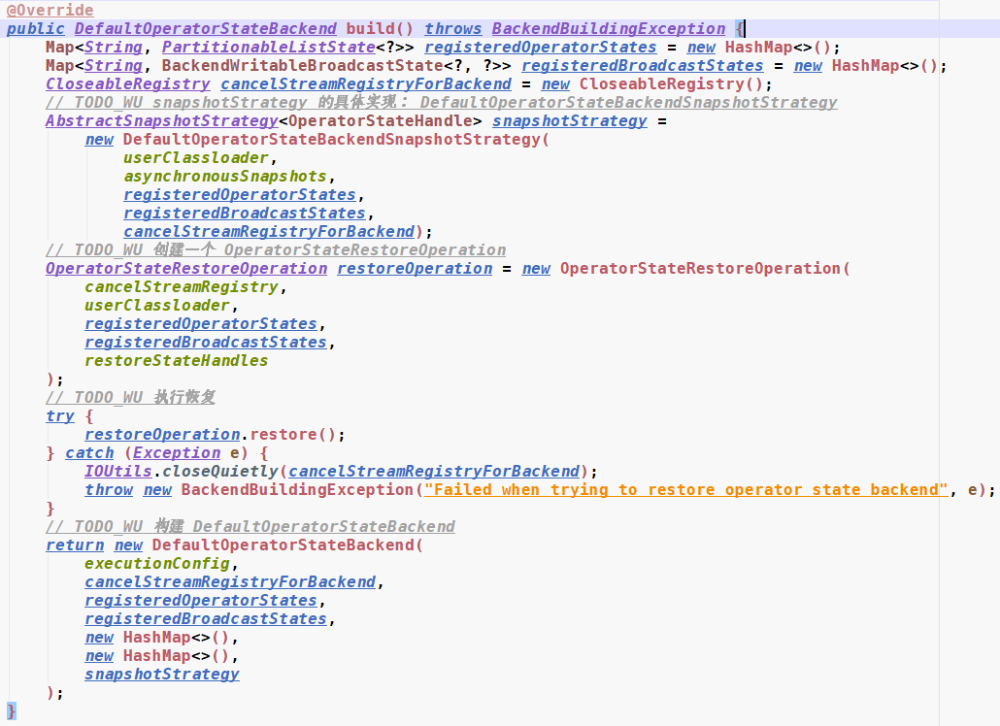 @Override
public DefaultOperatorStateBackend build() throws BackendBuildingException {
    Map<String, PartitionableListState<?>> registeredOperatorStates = new HashMap<>();
    Map<String, BackendWritableBroadcastState<?, ?>> registeredBroadcastStates = new HashMap<>();
    CloseableRegistry cancelStreamRegistryForBackend = new CloseableRegistry();
    // TODO_WU snapshotStrategy 的具体实现： DefaultOperatorStateBackendSnapshotStrategy
    AbstractSnapshotStrategy<OperatorStateHandle> snapshotStrategy =
        new DefaultOperatorStateBackendSnapshotStrategy(
            userClassloader,
            asynchronousSnapshots,
            registeredOperatorStates,
            registeredBroadcastStates,
            cancelStreamRegistryForBackend);
    // TODO_WU 创建一个 OperatorStateRestoreOperation
    OperatorStateRestoreOperation restoreOperation = new OperatorStateRestoreOperation(
        cancelStreamRegistry,
        userClassloader,
        registeredOperatorStates,
        registeredBroadcastStates,
        restoreStateHandles
    );
    // TODO_WU 执行恢复
    try {
        restoreOperation.restore();
    } catch (Exception e) {
        IOUtils.closeQuietly(cancelStreamRegistryForBackend);
        throw new BackendBuildingException("Failed when trying to restore operator state backend", e);
    }
    // TODO_WU 构建 DefaultOperatorStateBackend
    return new DefaultOperatorStateBackend(
        executionConfig,
        cancelStreamRegistryForBackend,
        registeredOperatorStates,
        registeredBroadcastStates,
        new HashMap<>(),
        new HashMap<>(),
        snapshotStrategy
    );
}